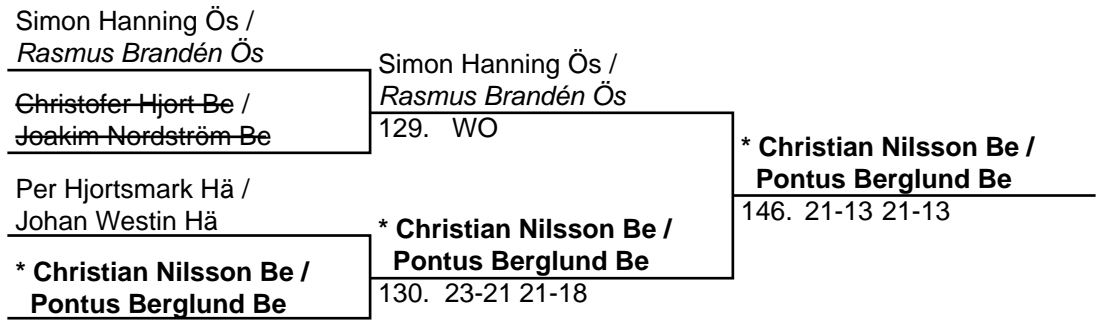 Simon Hanning Ös /
Rasmus Brandén Ös
Christofer Hjort Be /
Joakim Nordström Be
Per Hjortsmark Hä /
Johan Westin Hä
* Christian Nilsson Be /
Pontus Berglund Be
Simon Hanning Ös /
Rasmus Brandén Ös
129. WO
* Christian Nilsson Be /
Pontus Berglund Be
130. 23-21 21-18
* Christian Nilsson Be /
Pontus Berglund Be
146. 21-13 21-13